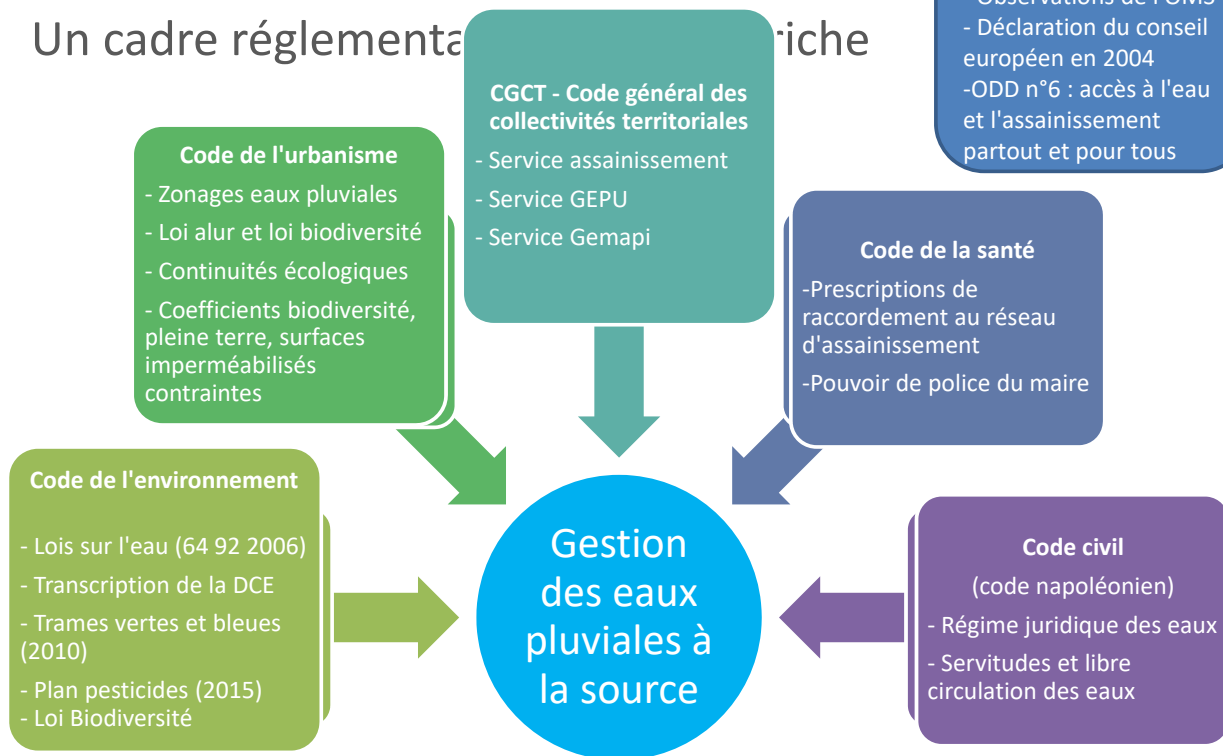 Un cadre réglementa riche
- Déclaration du conseil
européen en 2004
-ODD n°6 : accès à l'eau
et l'assainissement
partout et pour tous
CGCT - Code général des
collectivités territoriales
- Service assainissement
- Service GEPU
- Service Gemapi
Code de l'urbanisme
- Zonages eaux pluviales
- Loi alur et loi biodiversité
- Continuités écologiques
- Coefficients biodiversité,
pleine terre, surfaces
imperméabilisés
contraintes
Code de la santé
-Prescriptions de
raccordement au réseau
d'assainissement
-Pouvoir de police du maire
Code de l'environnement
- Lois sur l'eau (64 92 2006)
- Transcription de la DCE
- Trames vertes et bleues
(2010)
- Plan pesticides (2015)
- Loi Biodiversité
Gestion
des eaux
pluviales à
la source
Code civil
(code napoléonien)
- Régime juridique des eaux
- Servitudes et libre
circulation des eaux